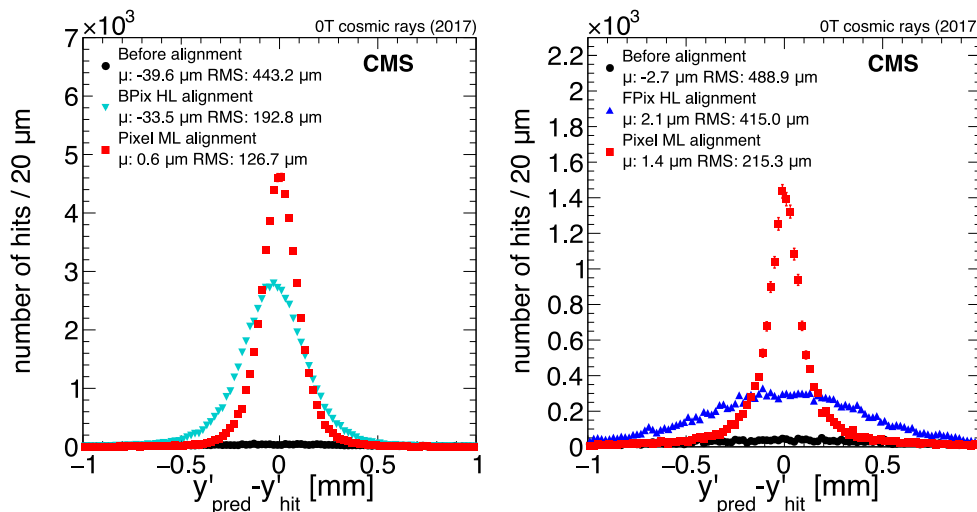 ×10³
0T cosmic rays (2017)
7
6
5
4
3
2
1
0
number of hits / 20 µm
Before alignment
µ: -39.6 µm RMS: 443.2 µm
BPix HL alignment
µ: -33.5 µm RMS: 192.8 µm
Pixel ML alignment
µ: 0.6 µm RMS: 126.7 µm
CMS
−1
−0.5
0
0.5
1
y'pred-y'hit [mm]
×10³
0T cosmic rays (2017)
2.2
2
1.8
1.6
1.4
1.2
1
0.8
0.6
0.4
0.2
0
number of hits / 20 µm
Before alignment
µ: -2.7 µm RMS: 488.9 µm
FPix HL alignment
µ: 2.1 µm RMS: 415.0 µm
Pixel ML alignment
µ: 1.4 µm RMS: 215.3 µm
CMS
−1
−0.5
0
0.5
y'pred-y'hit [mm]